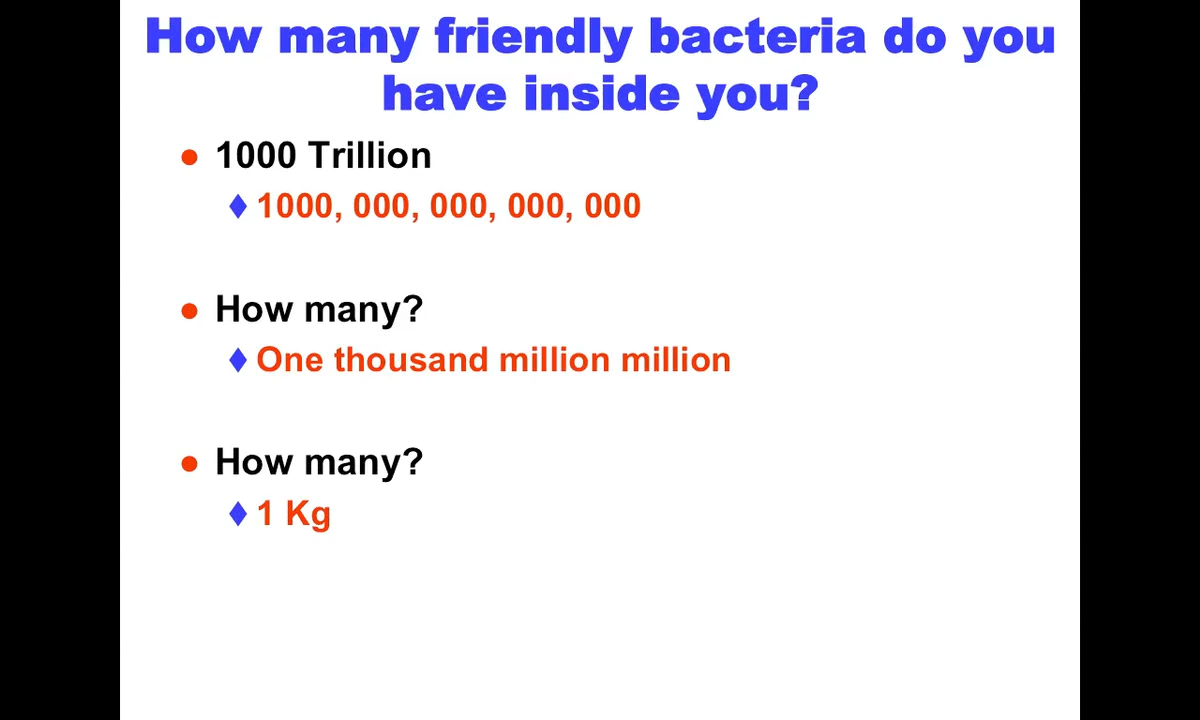 How many friendly bacteria do you
have inside you?
1000 Trillion
1000, 000, 000, 000, 000
How many?
One thousand million million
How many?
1 Kg